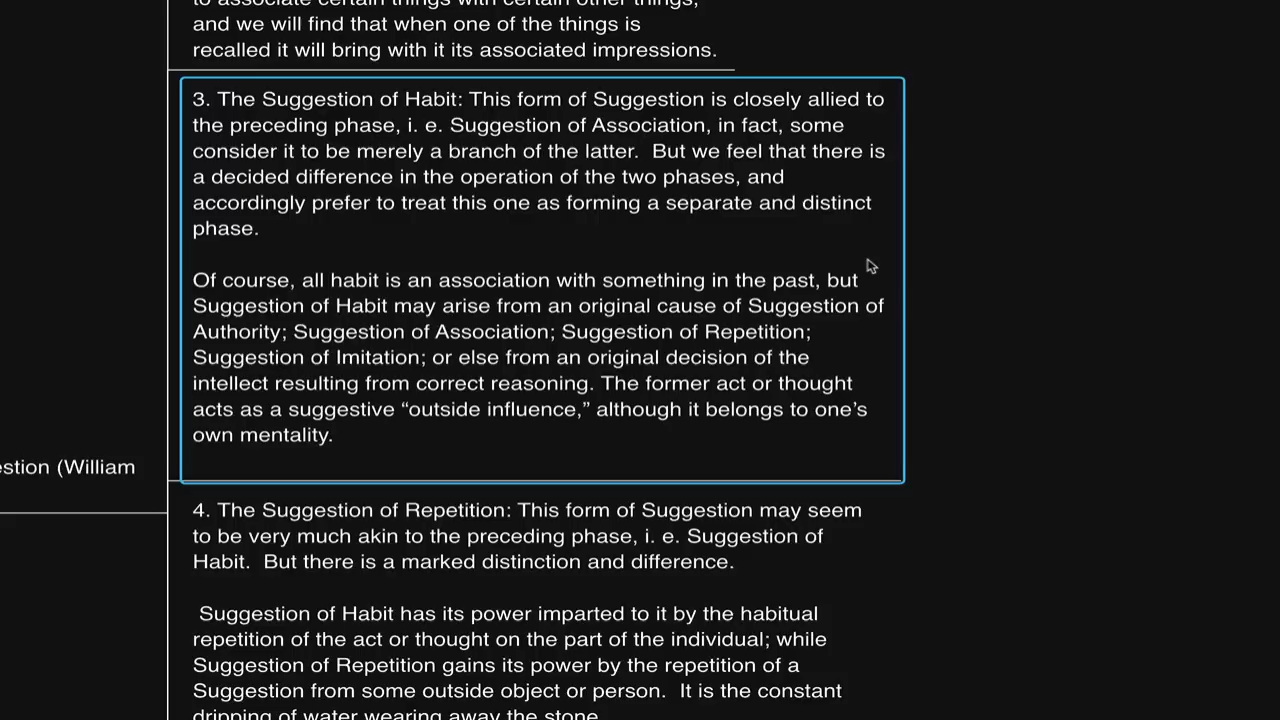 to associate certain things with certain other things,
and we will find that when one of the things is
recalled it will bring with it its associated impressions.
3. The Suggestion of Habit: This form of Suggestion is closely allied to
the preceding phase, i. e. Suggestion of Association, in fact, some
consider it to be merely a branch of the latter.  But we feel that there is
a decided difference in the operation of the two phases, and
accordingly prefer to treat this one as forming a separate and distinct
phase.
Of course, all habit is an association with something in the past, but
Suggestion of Habit may arise from an original cause of Suggestion of
Authority; Suggestion of Association; Suggestion of Repetition;
Suggestion of Imitation; or else from an original decision of the
intellect resulting from correct reasoning. The former act or thought
acts as a suggestive “outside influence,” although it belongs to one’s
own mentality.
estion (William
4. The Suggestion of Repetition: This form of Suggestion may seem
to be very much akin to the preceding phase, i. e. Suggestion of
Habit.  But there is a marked distinction and difference.
Suggestion of Habit has its power imparted to it by the habitual
repetition of the act or thought on the part of the individual; while
Suggestion of Repetition gains its power by the repetition of a
Suggestion from some outside object or person.  It is the constant
dripping of water wearing away the stone